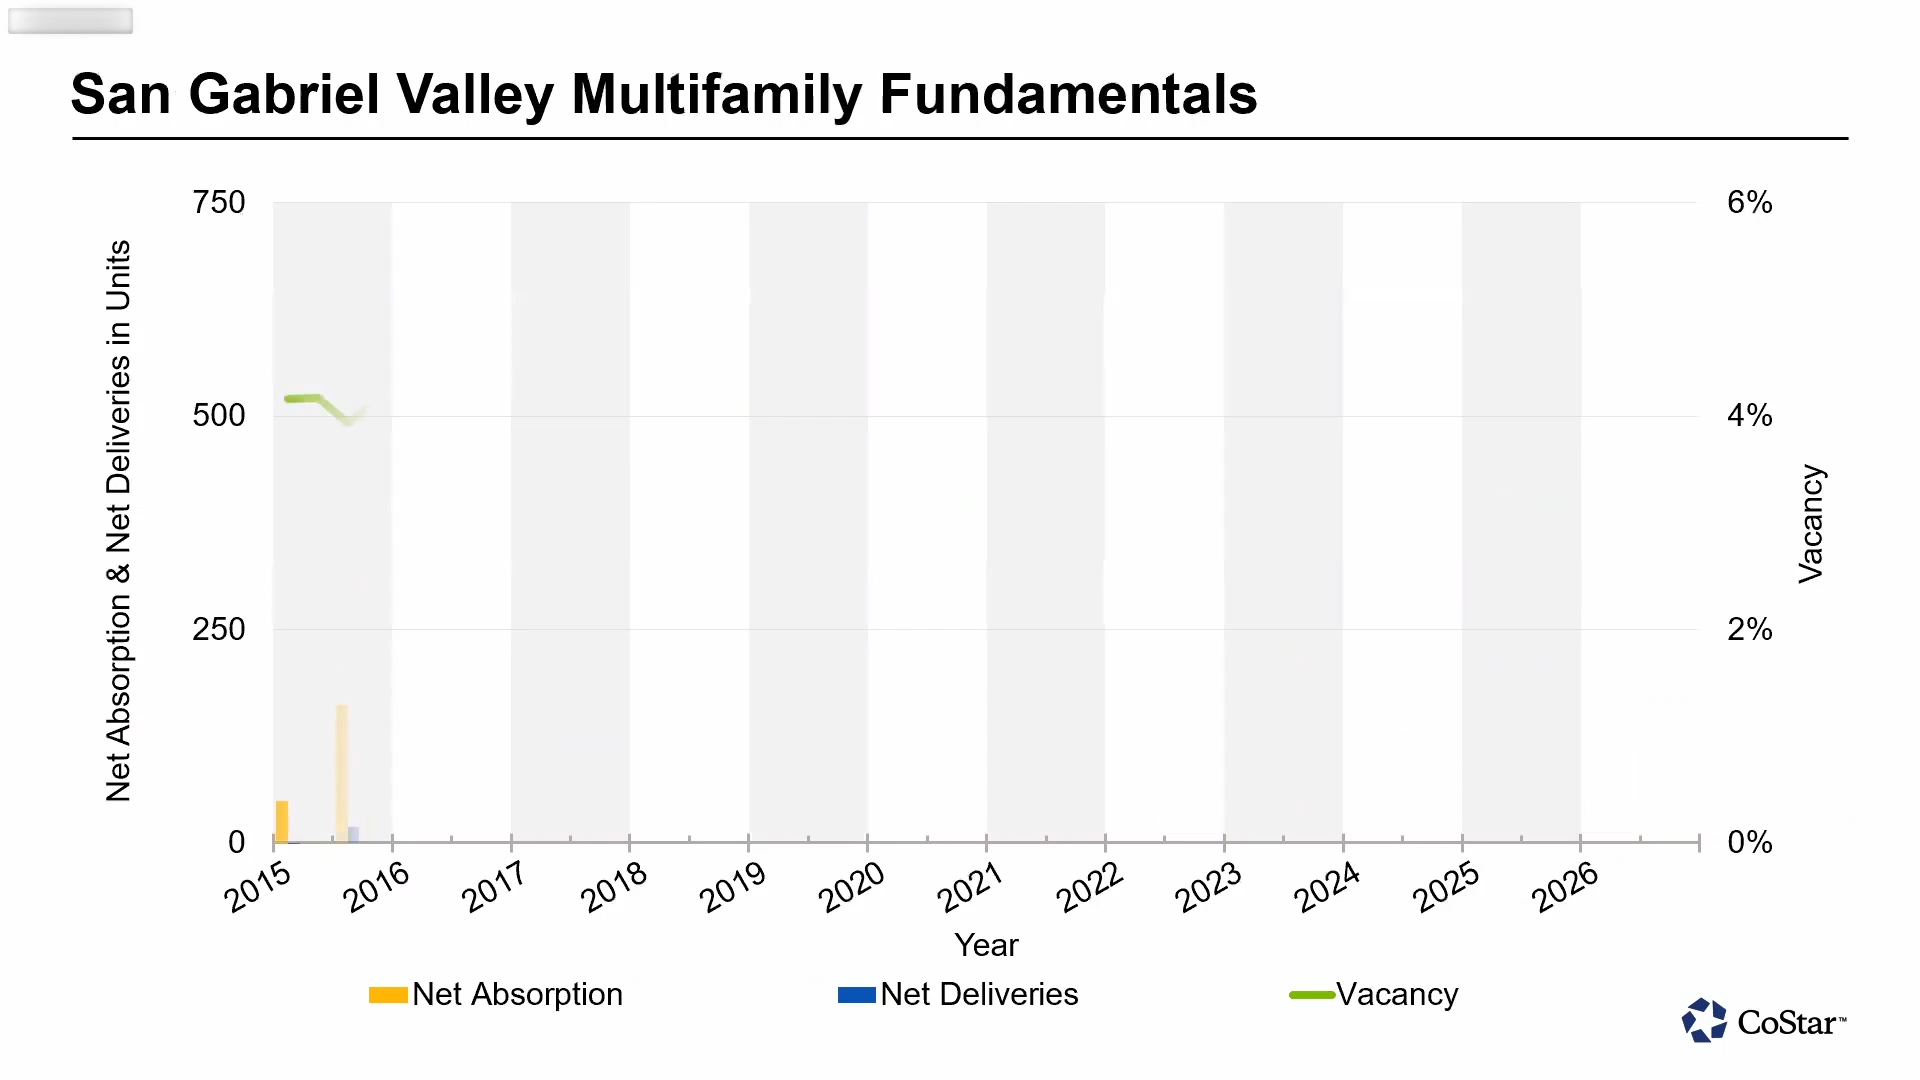 San Gabriel Valley Multifamily Fundamentals
Net Absorption & Net Deliveries in Units
750
500
250
0
6%
4%
2%
0%
Vacancy
2015 2016 2017 2018 2019 2020 2021 2022 2023 2024 2025 2026
Year
Net Absorption Net Deliveries Vacancy
CoStar™